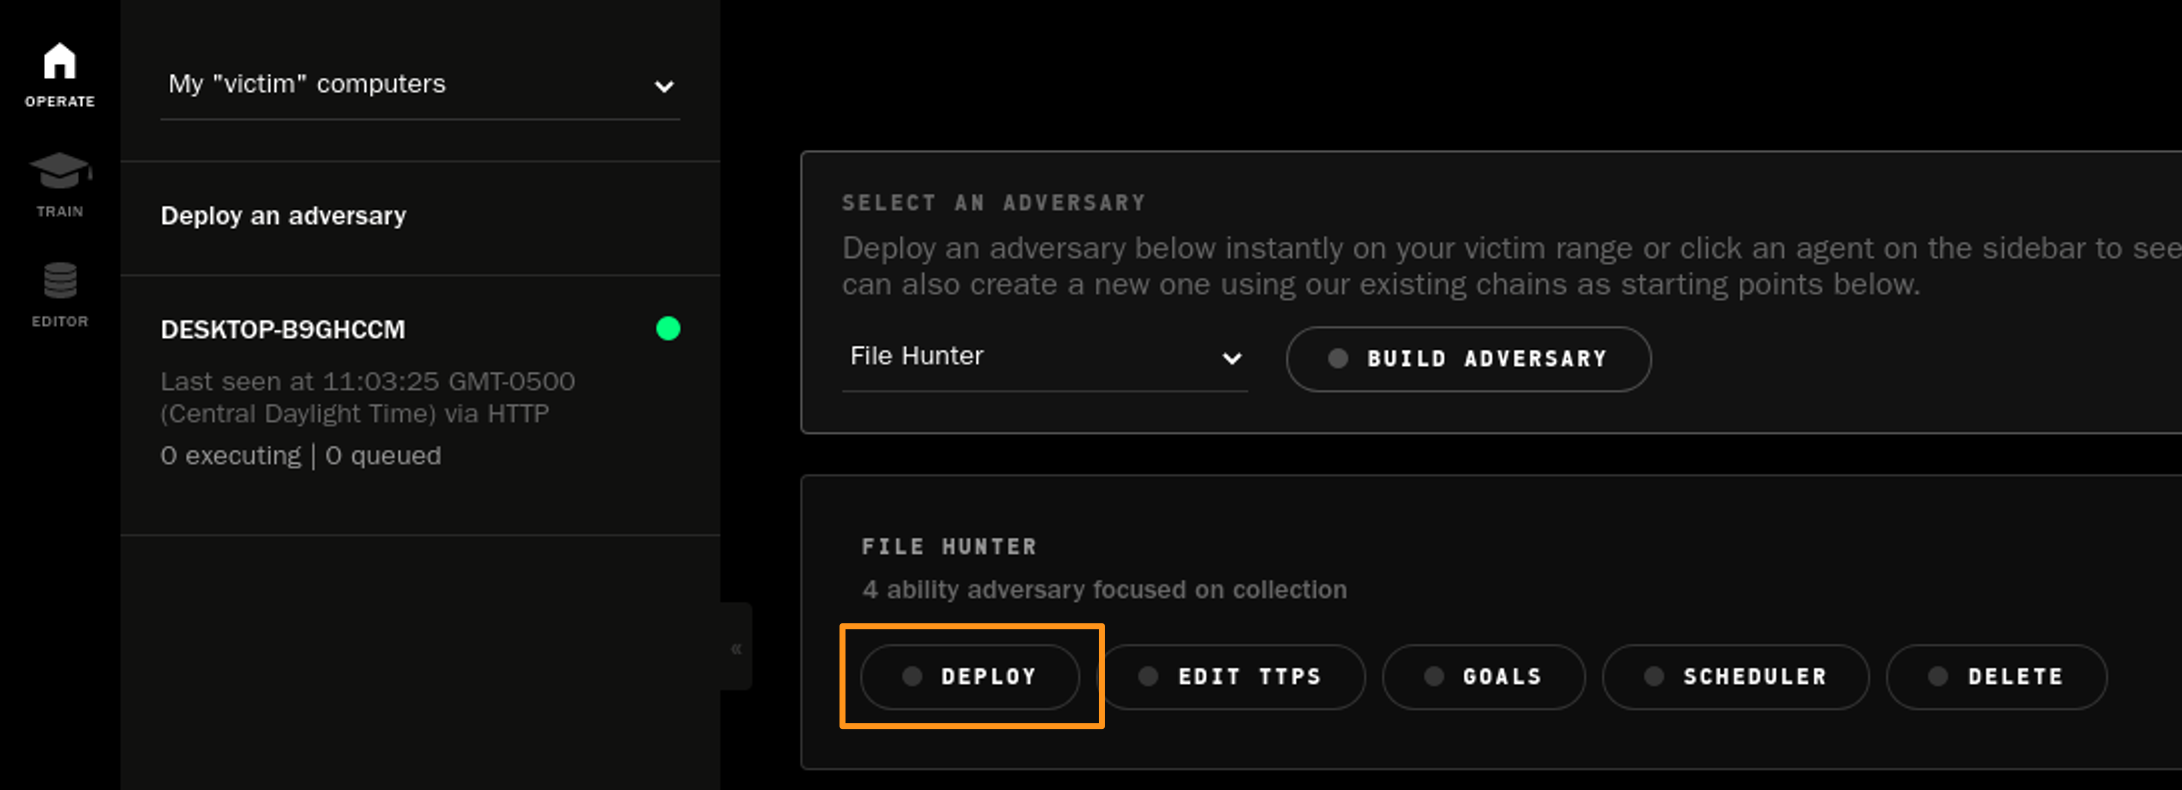 OPERATE
TRAIN
EDITOR
My "victim" computers
Deploy an adversary
DESKTOP-B9GHCCM
Last seen at 11:03:25 GMT-0500
(Central Daylight Time) via HTTP
0 executing | 0 queued
«
SELECT AN ADVERSARY
Deploy an adversary below instantly on your victim range or click an agent on the sidebar to see
can also create a new one using our existing chains as starting points below.
File Hunter
BUILD ADVERSARY
FILE HUNTER
4 ability adversary focused on collection
DEPLOY
EDIT TTPS
GOALS
SCHEDULER
DELETE